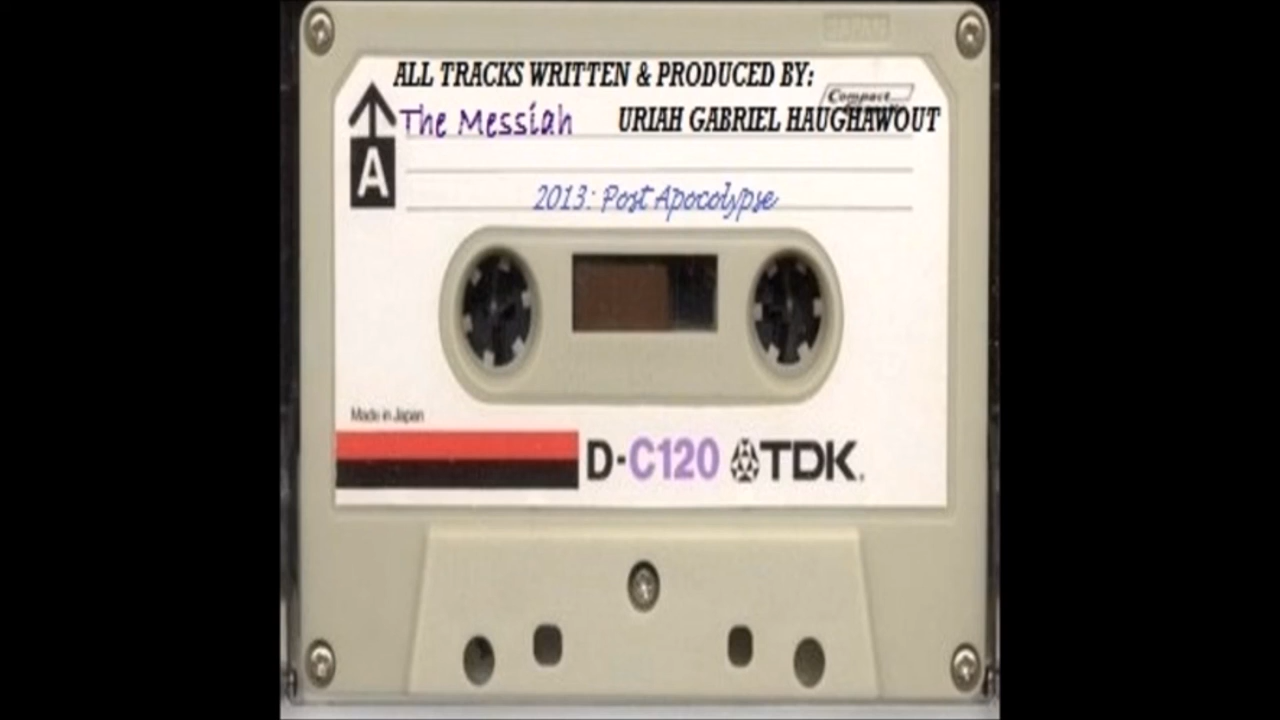 JAPAN
ALL TRACKS WRITTEN & PRODUCED BY:
Compact
The Messiah URIAH GABRIEL HAUGHAWOUT
A
2013: Post Apocolypse
Made in Japan
D-C120 TDK.